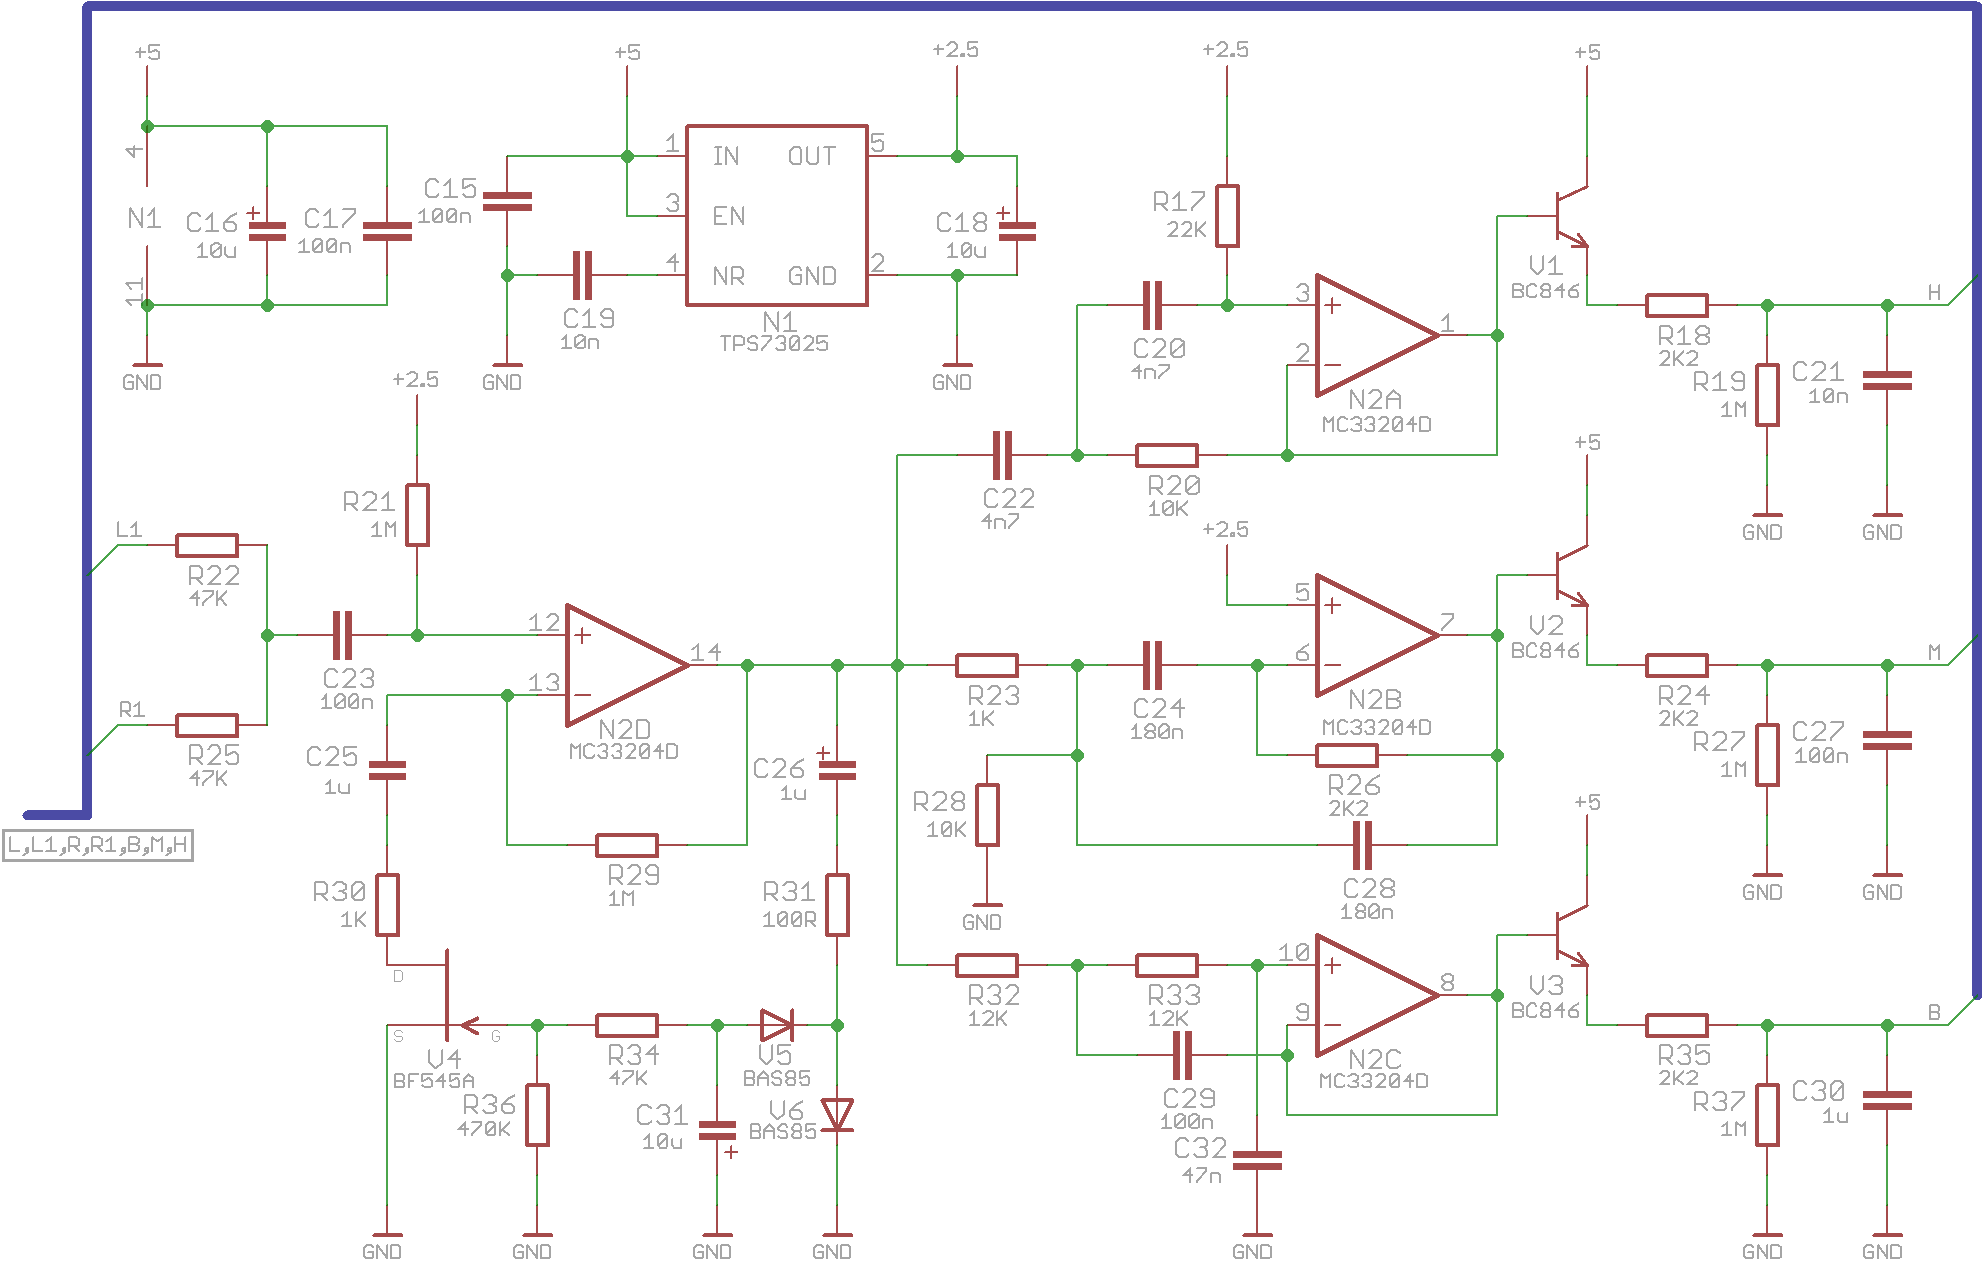 +5
4
N1
11
GND
C16
10u
C17
100n
+5
C15
100n
C19
10n
GND
1
IN
3
EN
4
NR
OUT
5
GND
2
N1
TPS73025
+2.5
C18
10u
GND
+2.5
R17
22K
C20
4n7
3
2
1
N2A
MC33204D
C22
4n7
R20
10K
+5
V1
BC846
R18
2K2
R19
1M
GND
C21
10n
GND
H
+2.5
R21
1M
L1
R22
47K
R1
R25
47K
C23
100n
12
13
14
N2D
MC33204D
C25
1u
R29
1M
C26
1u
R30
1K
R31
100R
L,L1,R,R1,B,M,H
D
S
G
V4
BF545A
GND
R36
470K
GND
R34
47K
C31
10u
GND
V5
BAS85
V6
BAS85
GND
+2.5
5
6
7
N2B
MC33204D
R23
1K
C24
180n
R26
2K2
R28
10K
GND
C28
180n
+5
V2
BC846
R24
2K2
R27
1M
GND
C27
100n
GND
M
R32
12K
R33
12K
10
9
8
N2C
MC33204D
C29
100n
C32
47n
GND
+5
V3
BC846
R35
2K2
R37
1M
GND
C30
1u
GND
B